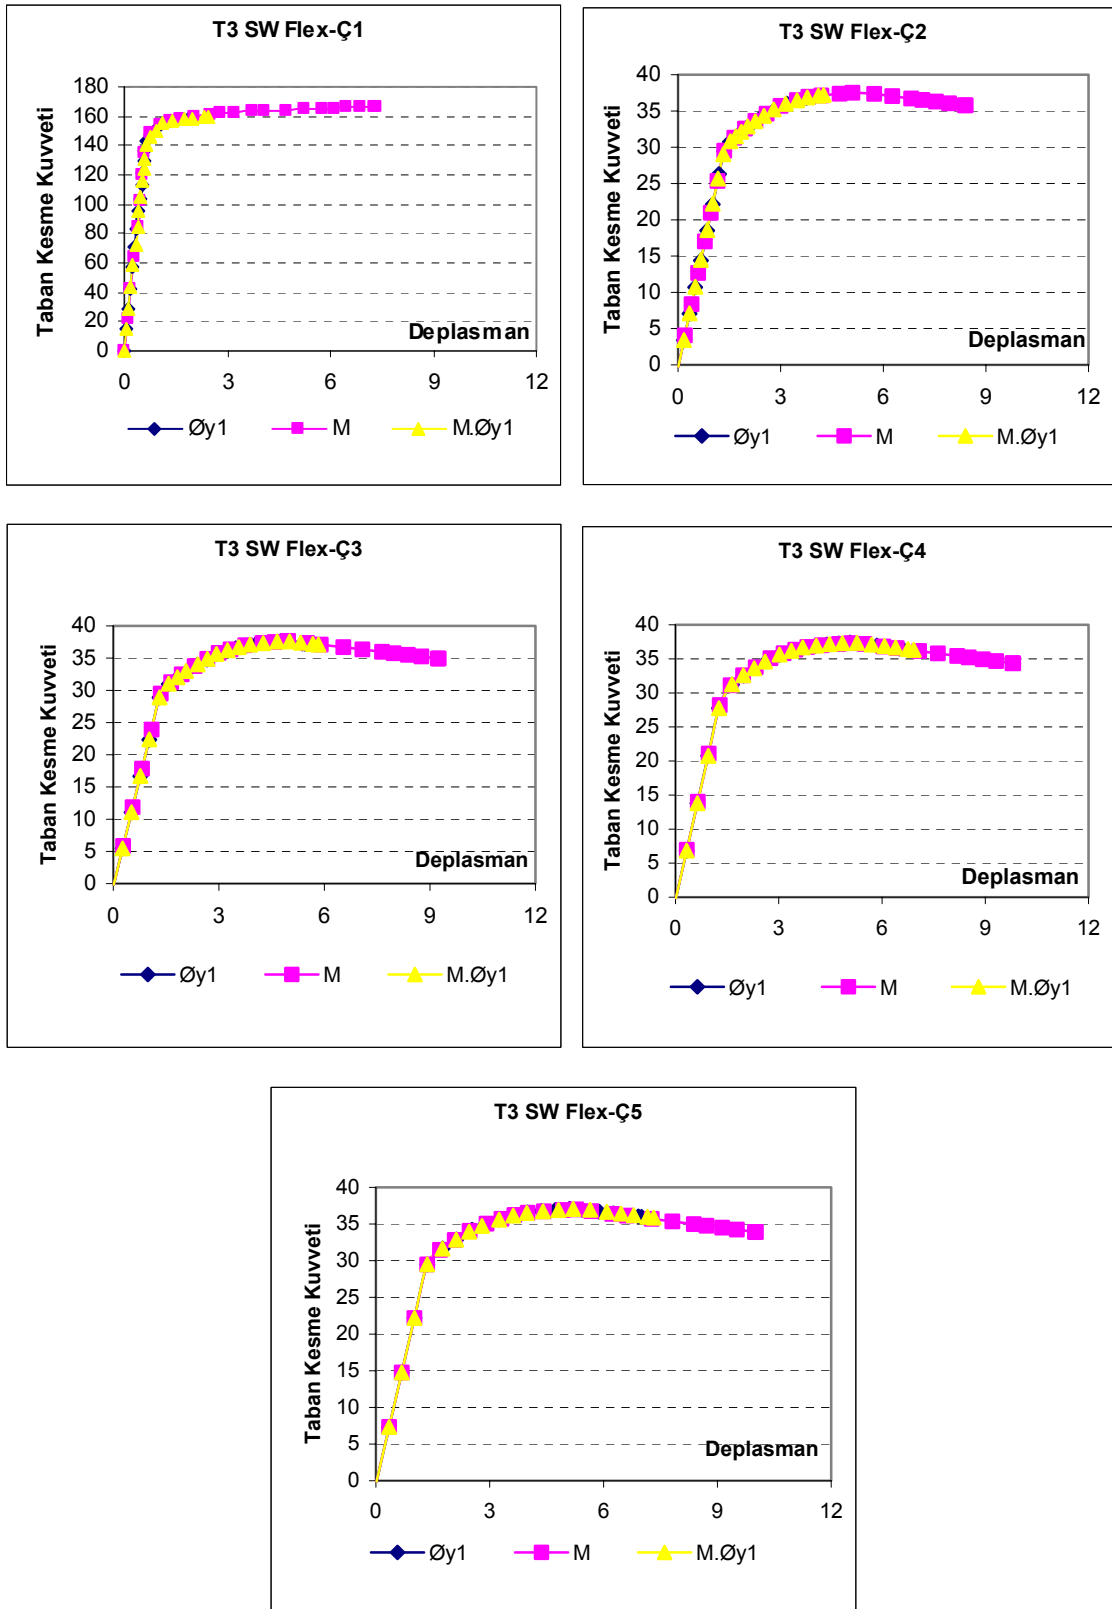 T3 SW Flex-Ç1
Taban Kesme Kuvveti
180
160
140
120
100
80
60
40
20
0
Deplasman
0 3 6 9 12
Øy1 M M.Øy1
T3 SW Flex-Ç2
Taban Kesme Kuvveti
40
35
30
25
20
15
10
5
0
Deplasman
0 3 6 9 12
Øy1 M M.Øy1
T3 SW Flex-Ç3
Taban Kesme Kuvveti
40
35
30
25
20
15
10
5
0
Deplasman
0 3 6 9 12
Øy1 M M.Øy1
T3 SW Flex-Ç4
Taban Kesme Kuvveti
40
35
30
25
20
15
10
5
0
Deplasman
0 3 6 9 12
Øy1 M M.Øy1
T3 SW Flex-Ç5
Taban Kesme Kuvveti
40
35
30
25
20
15
10
5
0
Deplasman
0 3 6 9 12
Øy1 M M.Øy1